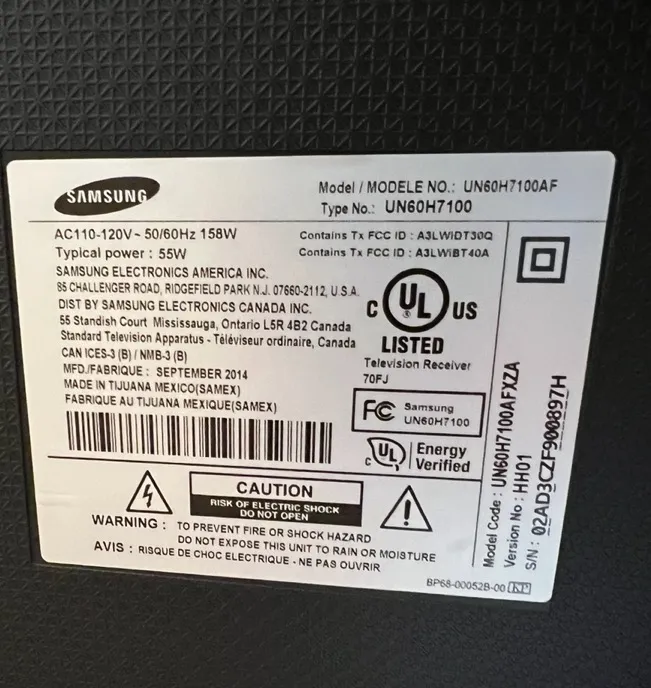 SAMSUNG
Model / MODELE NO.: UN60H7100AF
Type No.: UN60H7100
AC110-120V~ 50/60Hz 158W
Typical power : 55W
Contains Tx FCC ID : A3LWIDT30Q
Contains Tx FCC ID : A3LWIBT40A
SAMSUNG ELECTRONICS AMERICA INC.
85 CHALLENGER ROAD, RIDGEFIELD PARK N.J. 07660-2112, U.S.A.
DIST BY SAMSUNG ELECTRONICS CANADA INC.
55 Standish Court Mississauga, Ontario L5R 4B2 Canada
Standard Television Apparatus - Téléviseur ordinaire, Canada
CAN ICES-3 (B) / NMB-3 (B)
MFD./FABRIQUE : SEPTEMBER 2014
MADE IN TIJUANA MEXICO(SAMEX)
FABRIQUE AU TIJUANA MEXIQUE(SAMEX)
C UL US
LISTED
Television Receiver
70FJ
FC Samsung
UN60H7100
C UL Energy
Verified
CAUTION
RISK OF ELECTRIC SHOCK
DO NOT OPEN
WARNING : TO PREVENT FIRE OR SHOCK HAZARD
DO NOT EXPOSE THIS UNIT TO RAIN OR MOISTURE
AVIS : RISQUE DE CHOC ELECTRIQUE - NE PAS OUVRIR
Model Code : UN60H7100AFXZA
Version No : HH01
S/N : 02AD3CZF900897H
BP68-00052B-00 KP